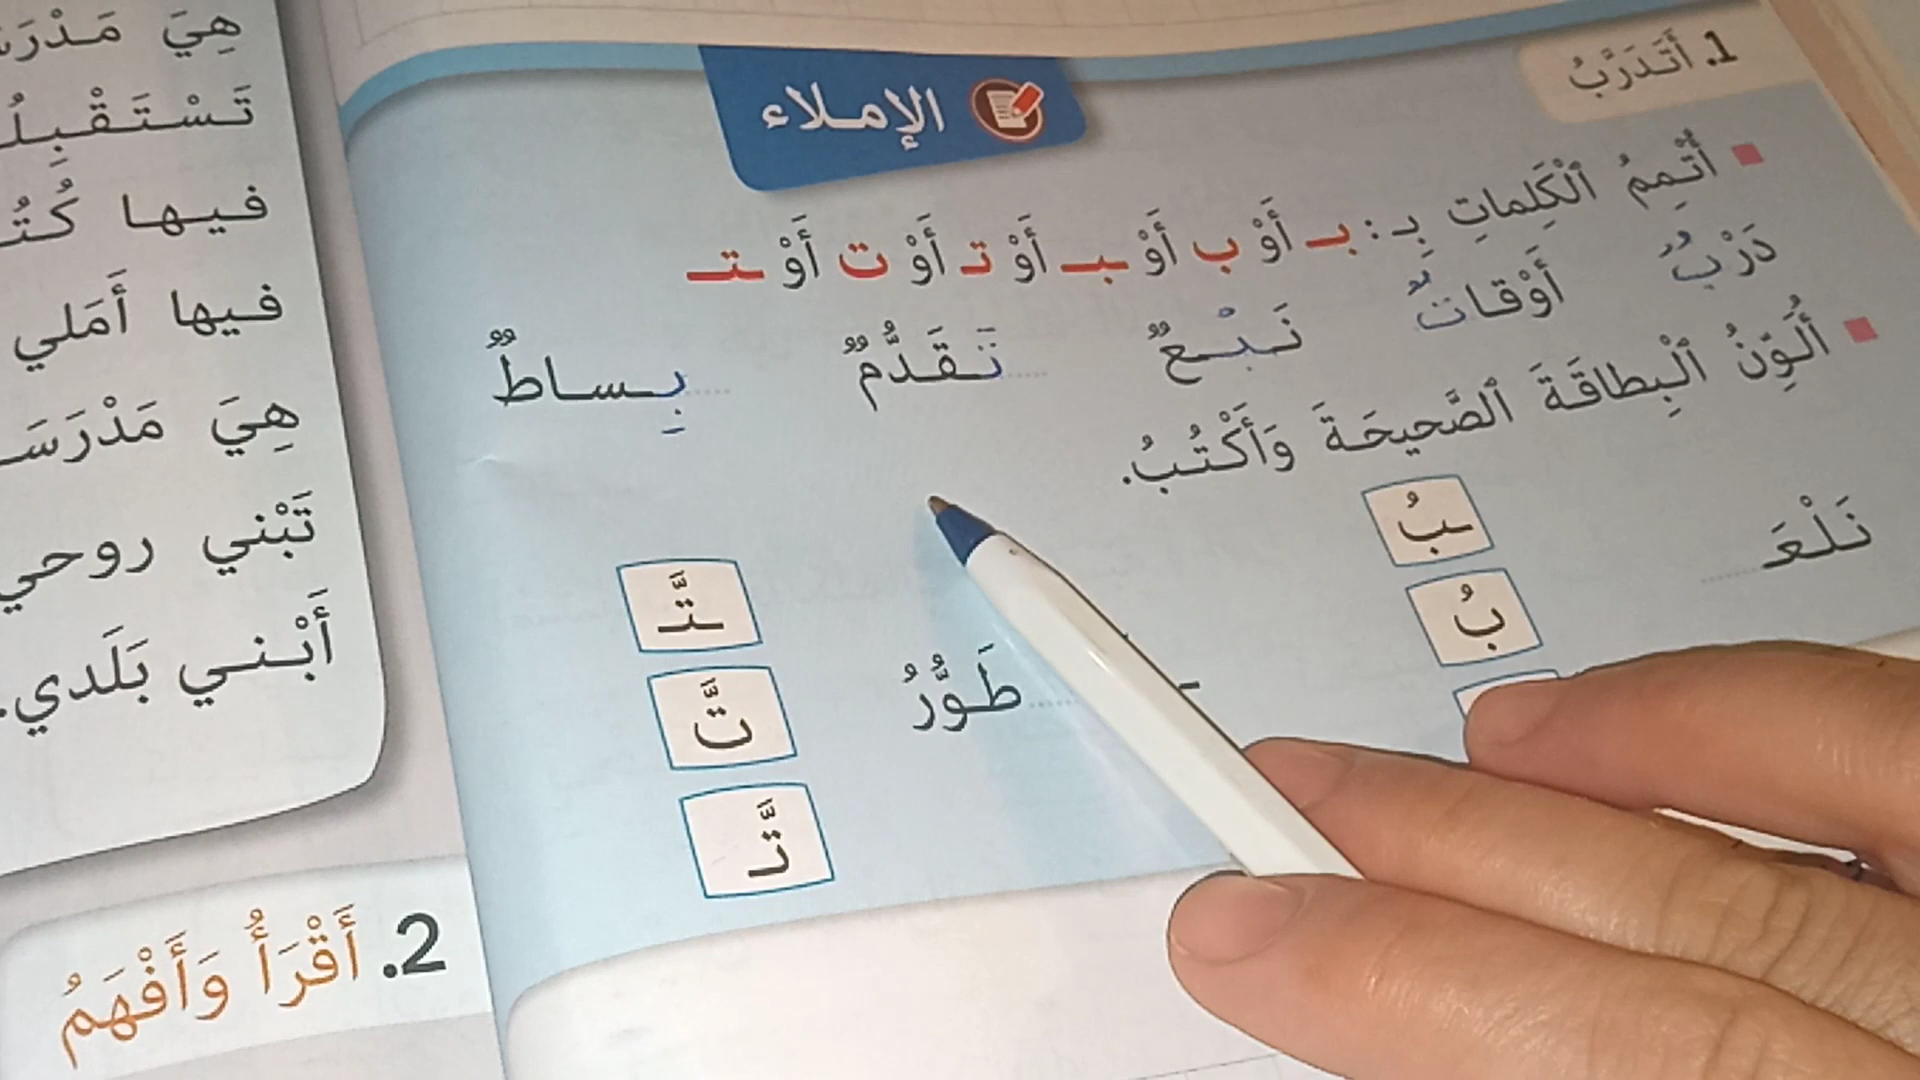 هِيَ
تَسْتَقْبِلُ
فيها
فيها أَمَلي
هِيَ
تَبْني روحي
أَبْني بَلَدي.
2. أَقْرَأُ وَأَفْهَمُ
1. أَتَدَرَّبُ
الإملاء
أُتْمِمُ ٱلْكَلِماتِ بِـ : بـ أَوْ ب أَوْ ـبـ أَوْ تـ أَوْ ت أَوْ ـتـ
دَرْبٌ أَوْقاتٌ نَبْعٌ تَقَدُّمٌ بِساطٌ
أُلَوِّنُ ٱلْبِطاقَةَ ٱلصَّحيحَةَ وَأَكْتُبُ.
نَلْعَـ.....
ـبُ
بُ
.....طَوُّرُ
ـتَّـ
تَّ
تَّـ